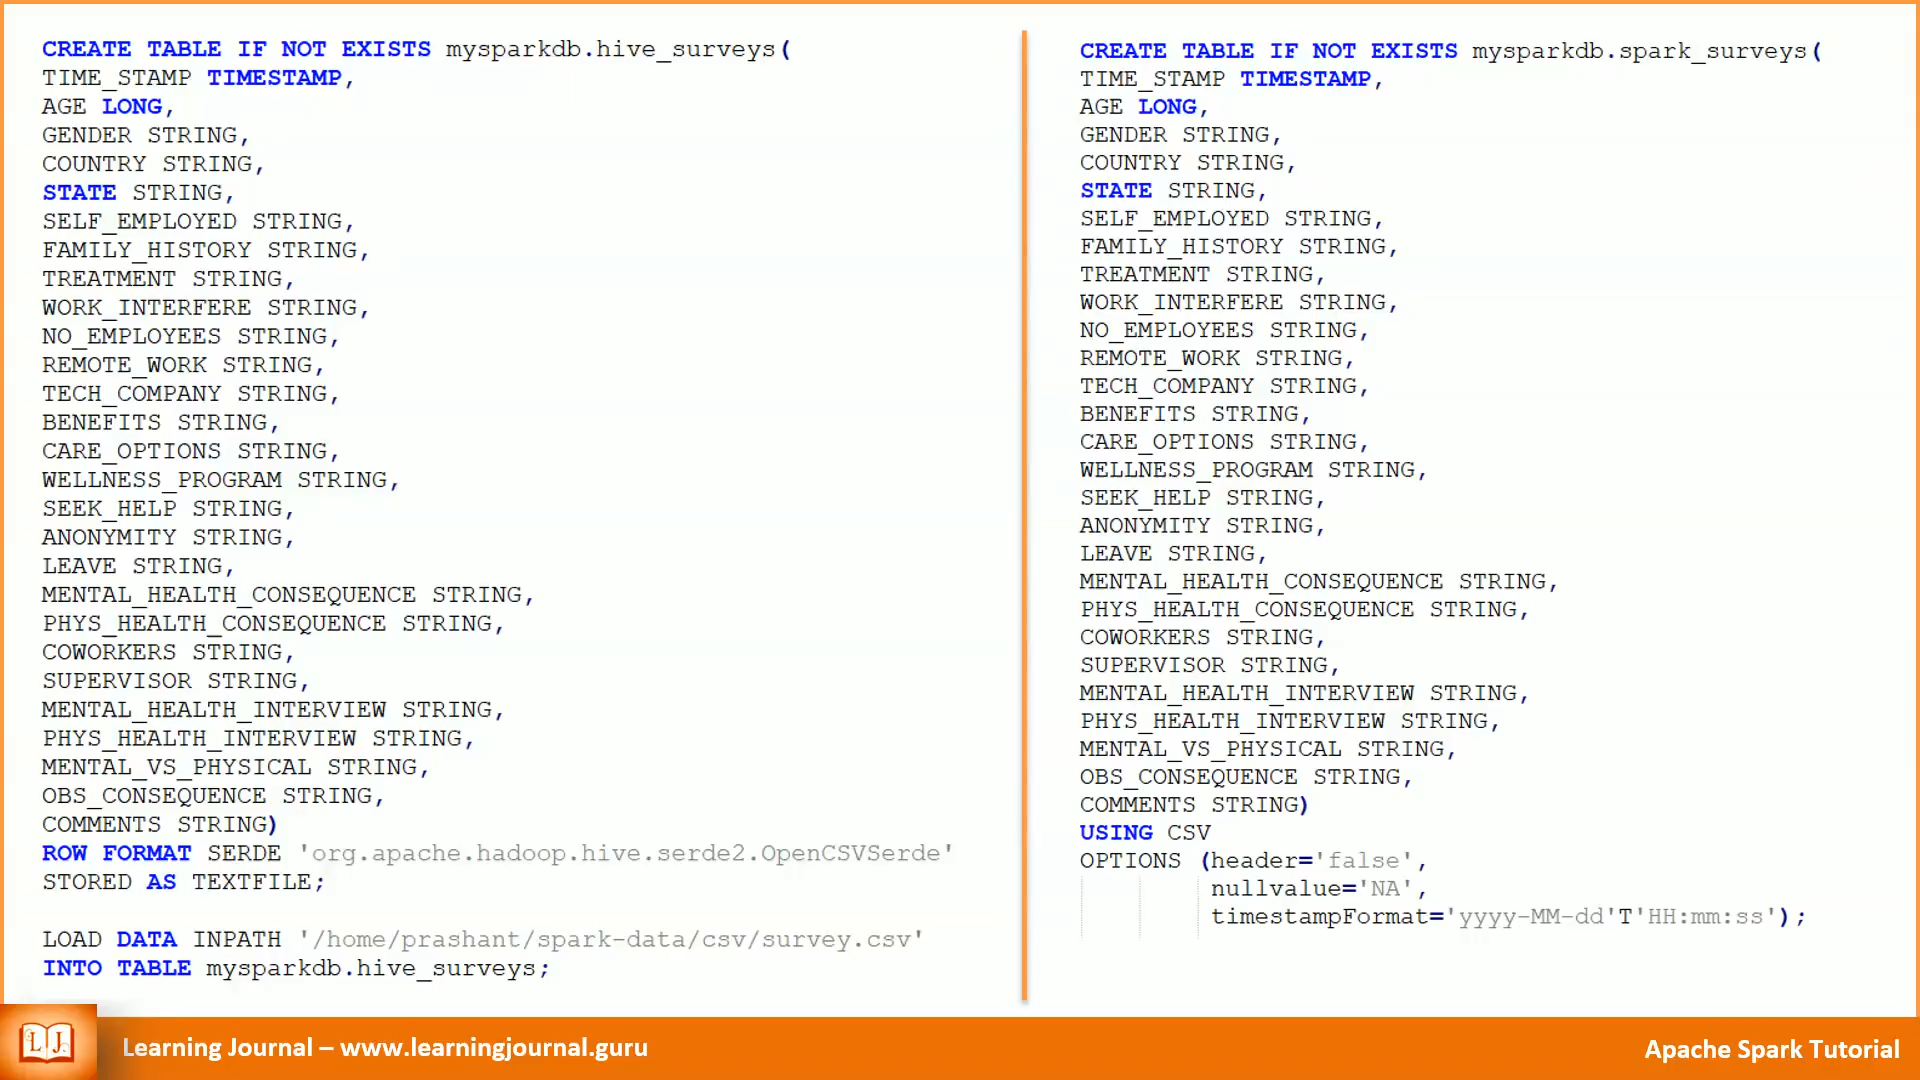 CREATE TABLE IF NOT EXISTS mysparkdb.hive_surveys(
TIME_STAMP TIMESTAMP,
AGE LONG,
GENDER STRING,
COUNTRY STRING,
STATE STRING,
SELF_EMPLOYED STRING,
FAMILY_HISTORY STRING,
TREATMENT STRING,
WORK_INTERFERE STRING,
NO_EMPLOYEES STRING,
REMOTE_WORK STRING,
TECH_COMPANY STRING,
BENEFITS STRING,
CARE_OPTIONS STRING,
WELLNESS_PROGRAM STRING,
SEEK_HELP STRING,
ANONYMITY STRING,
LEAVE STRING,
MENTAL_HEALTH_CONSEQUENCE STRING,
PHYS_HEALTH_CONSEQUENCE STRING,
COWORKERS STRING,
SUPERVISOR STRING,
MENTAL_HEALTH_INTERVIEW STRING,
PHYS_HEALTH_INTERVIEW STRING,
MENTAL_VS_PHYSICAL STRING,
OBS_CONSEQUENCE STRING,
COMMENTS STRING)
ROW FORMAT SERDE 'org.apache.hadoop.hive.serde2.OpenCSVSerde'
STORED AS TEXTFILE;
LOAD DATA INPATH '/home/prashant/spark-data/csv/survey.csv'
INTO TABLE mysparkdb.hive_surveys;
CREATE TABLE IF NOT EXISTS mysparkdb.spark_surveys(
TIME_STAMP TIMESTAMP,
AGE LONG,
GENDER STRING,
COUNTRY STRING,
STATE STRING,
SELF_EMPLOYED STRING,
FAMILY_HISTORY STRING,
TREATMENT STRING,
WORK_INTERFERE STRING,
NO_EMPLOYEES STRING,
REMOTE_WORK STRING,
TECH_COMPANY STRING,
BENEFITS STRING,
CARE_OPTIONS STRING,
WELLNESS_PROGRAM STRING,
SEEK_HELP STRING,
ANONYMITY STRING,
LEAVE STRING,
MENTAL_HEALTH_CONSEQUENCE STRING,
PHYS_HEALTH_CONSEQUENCE STRING,
COWORKERS STRING,
SUPERVISOR STRING,
MENTAL_HEALTH_INTERVIEW STRING,
PHYS_HEALTH_INTERVIEW STRING,
MENTAL_VS_PHYSICAL STRING,
OBS_CONSEQUENCE STRING,
COMMENTS STRING)
USING CSV
OPTIONS (header='false',
nullvalue='NA',
timestampFormat='yyyy-MM-dd'T'HH:mm:ss');
LJ
Learning Journal – www.learningjournal.guru
Apache Spark Tutorial